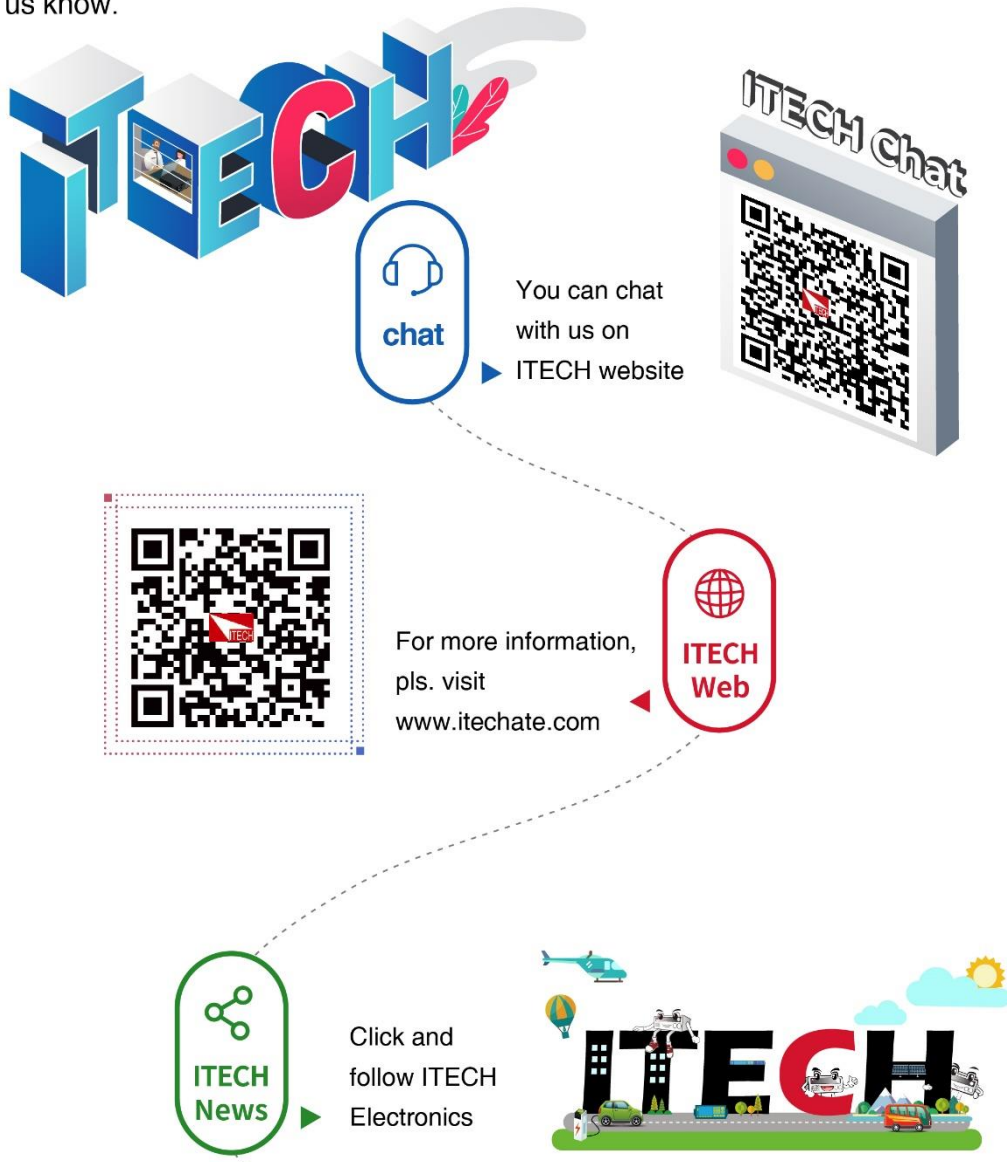 us know.
ITECH
ITECH Chat
chat
You can chat
with us on
ITECH website
ITECH
For more information,
pls. visit
www.itechate.com
ITECH
Web
ITECH
News
Click and
follow ITECH
Electronics
ITECH